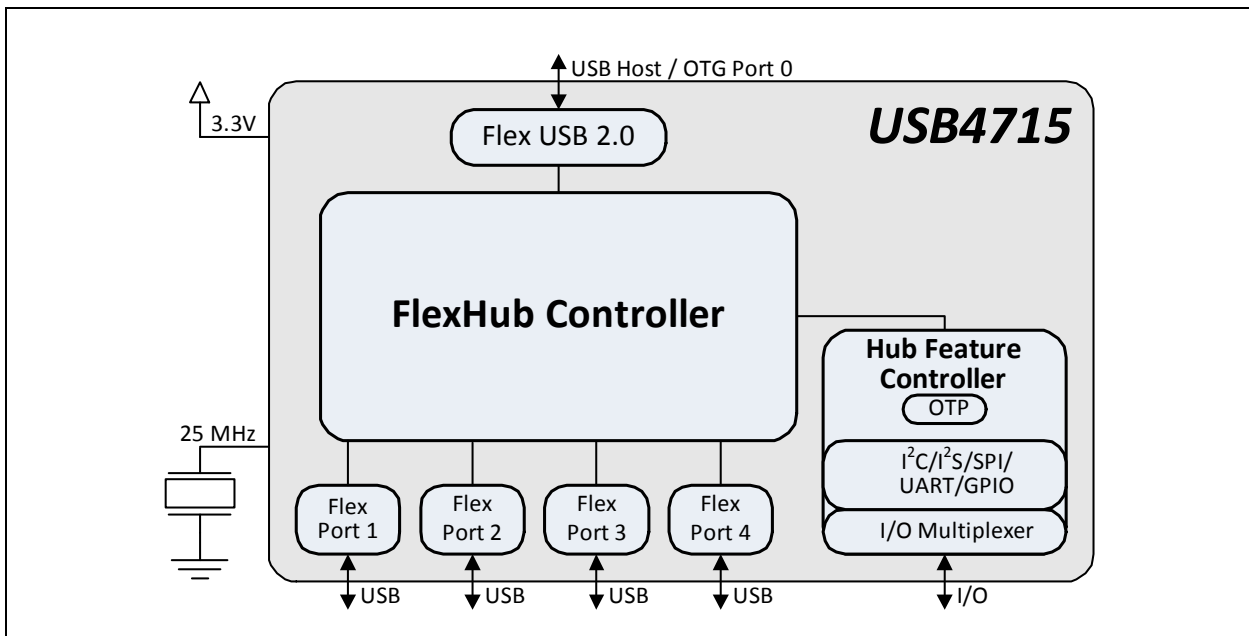 USB Host / OTG Port 0
USB4715
3.3V
Flex USB 2.0
FlexHub Controller
Hub Feature
Controller
OTP
25 MHz
I²C/I²S/SPI/
UART/GPIO
Flex
Port 1
Flex
Port 2
Flex
Port 3
Flex
Port 4
I/O Multiplexer
USB
USB
USB
USB
I/O